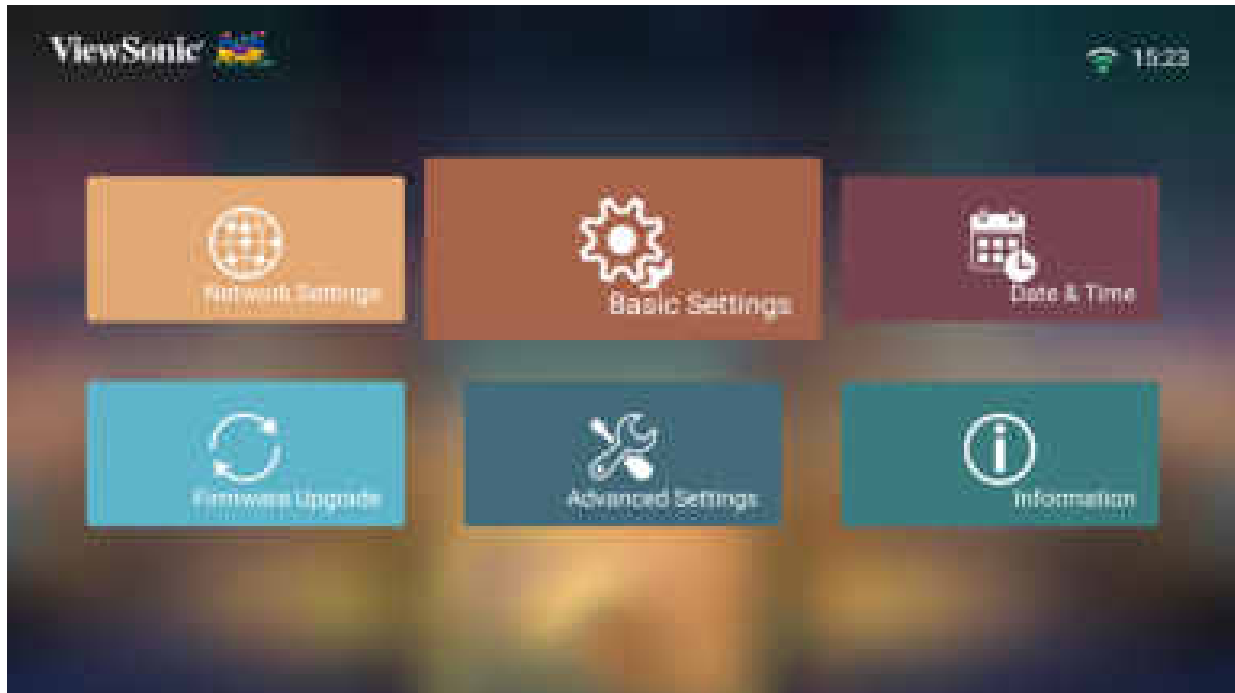 ViewSonic
15:23
Network Settings
Basic Settings
Date & Time
Firmware Upgrade
Advanced Settings
Information